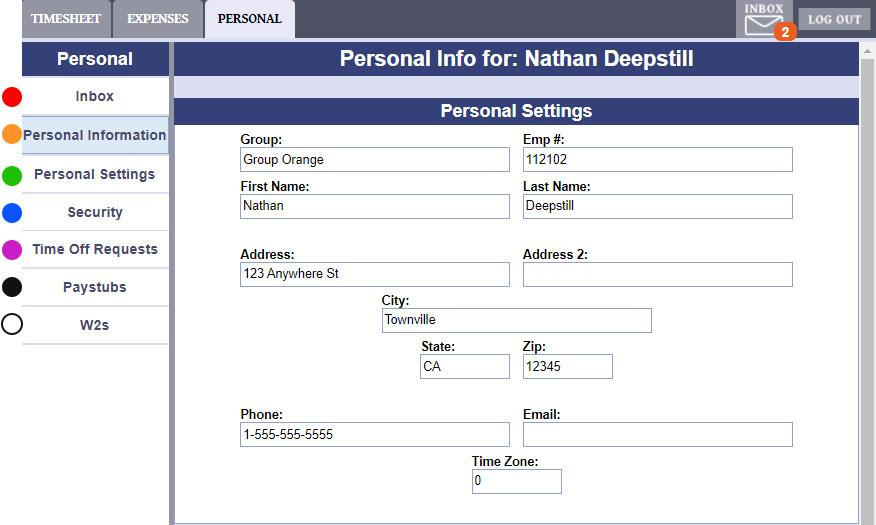 TIMESHEET EXPENSES PERSONAL INBOX 2 LOG OUT
Personal
Inbox
Personal Information
Personal Settings
Security
Time Off Requests
Paystubs
W2s
Personal Info for: Nathan Deepstill
Personal Settings
Group: Emp #:
Group Orange 112102
First Name: Last Name:
Nathan Deepstill
Address: Address 2:
123 Anywhere St
City:
Townville
State: Zip:
CA 12345
Phone: Email:
1-555-555-5555
Time Zone:
0